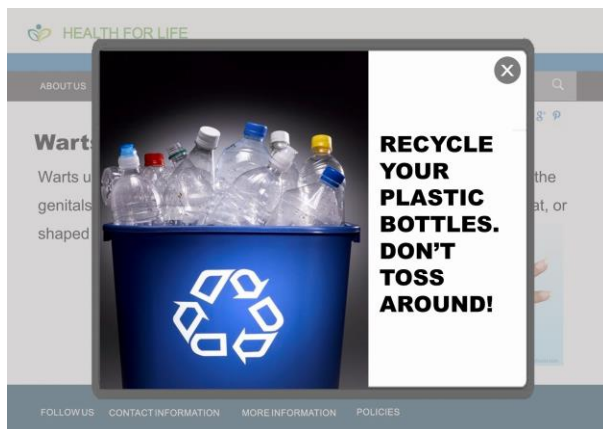 HEALTH FOR LIFE
ABOUT US
Warts
Warts u
the
genitals
at, or
shaped
RECYCLE
YOUR
PLASTIC
BOTTLES.
DON'T
TOSS
AROUND!
FOLLOW US CONTACT INFORMATION MORE INFORMATION POLICIES